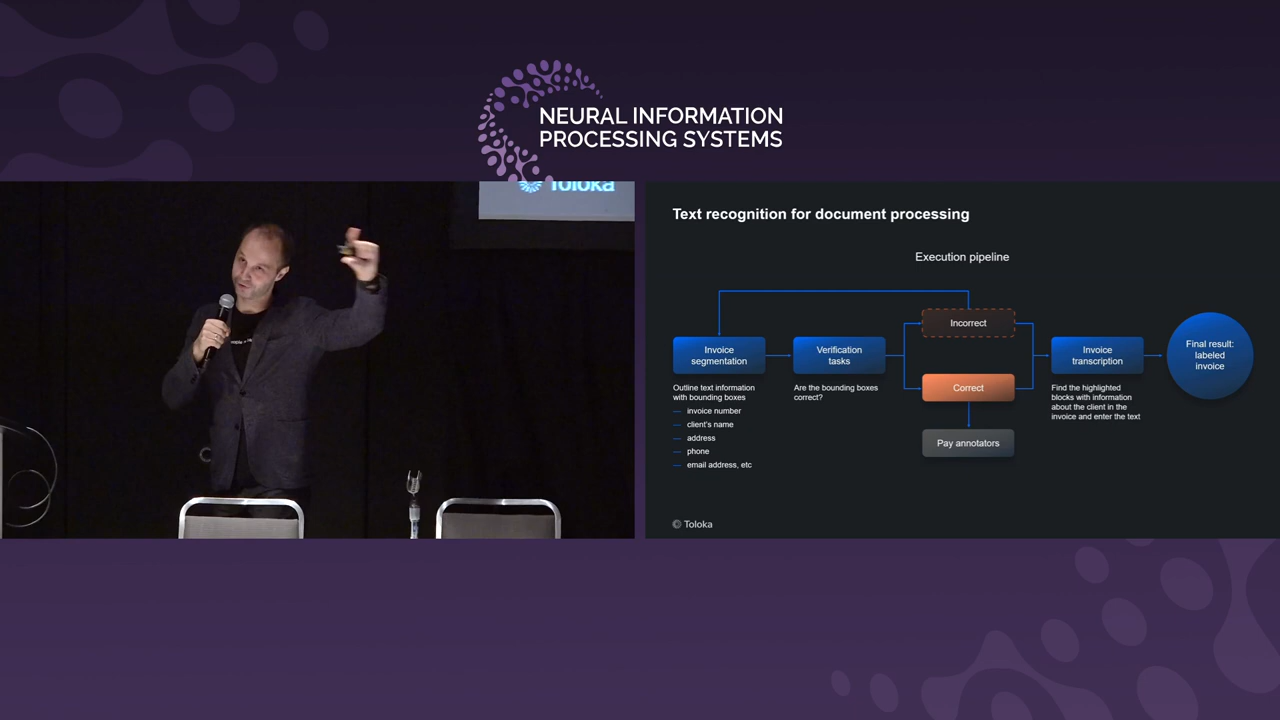 NEURAL INFORMATION
PROCESSING SYSTEMS
Toloka
Text recognition for document processing
Execution pipeline
Incorrect
Invoice
segmentation
Verification
tasks
Invoice
transcription
Final result:
labeled
invoice
Correct
Outline text information
with bounding boxes
— invoice number
— client's name
— address
— phone
— email address, etc
Are the bounding boxes
correct?
Find the highlighted
blocks with information
about the client in the
invoice and enter the text
Pay annotators
Toloka